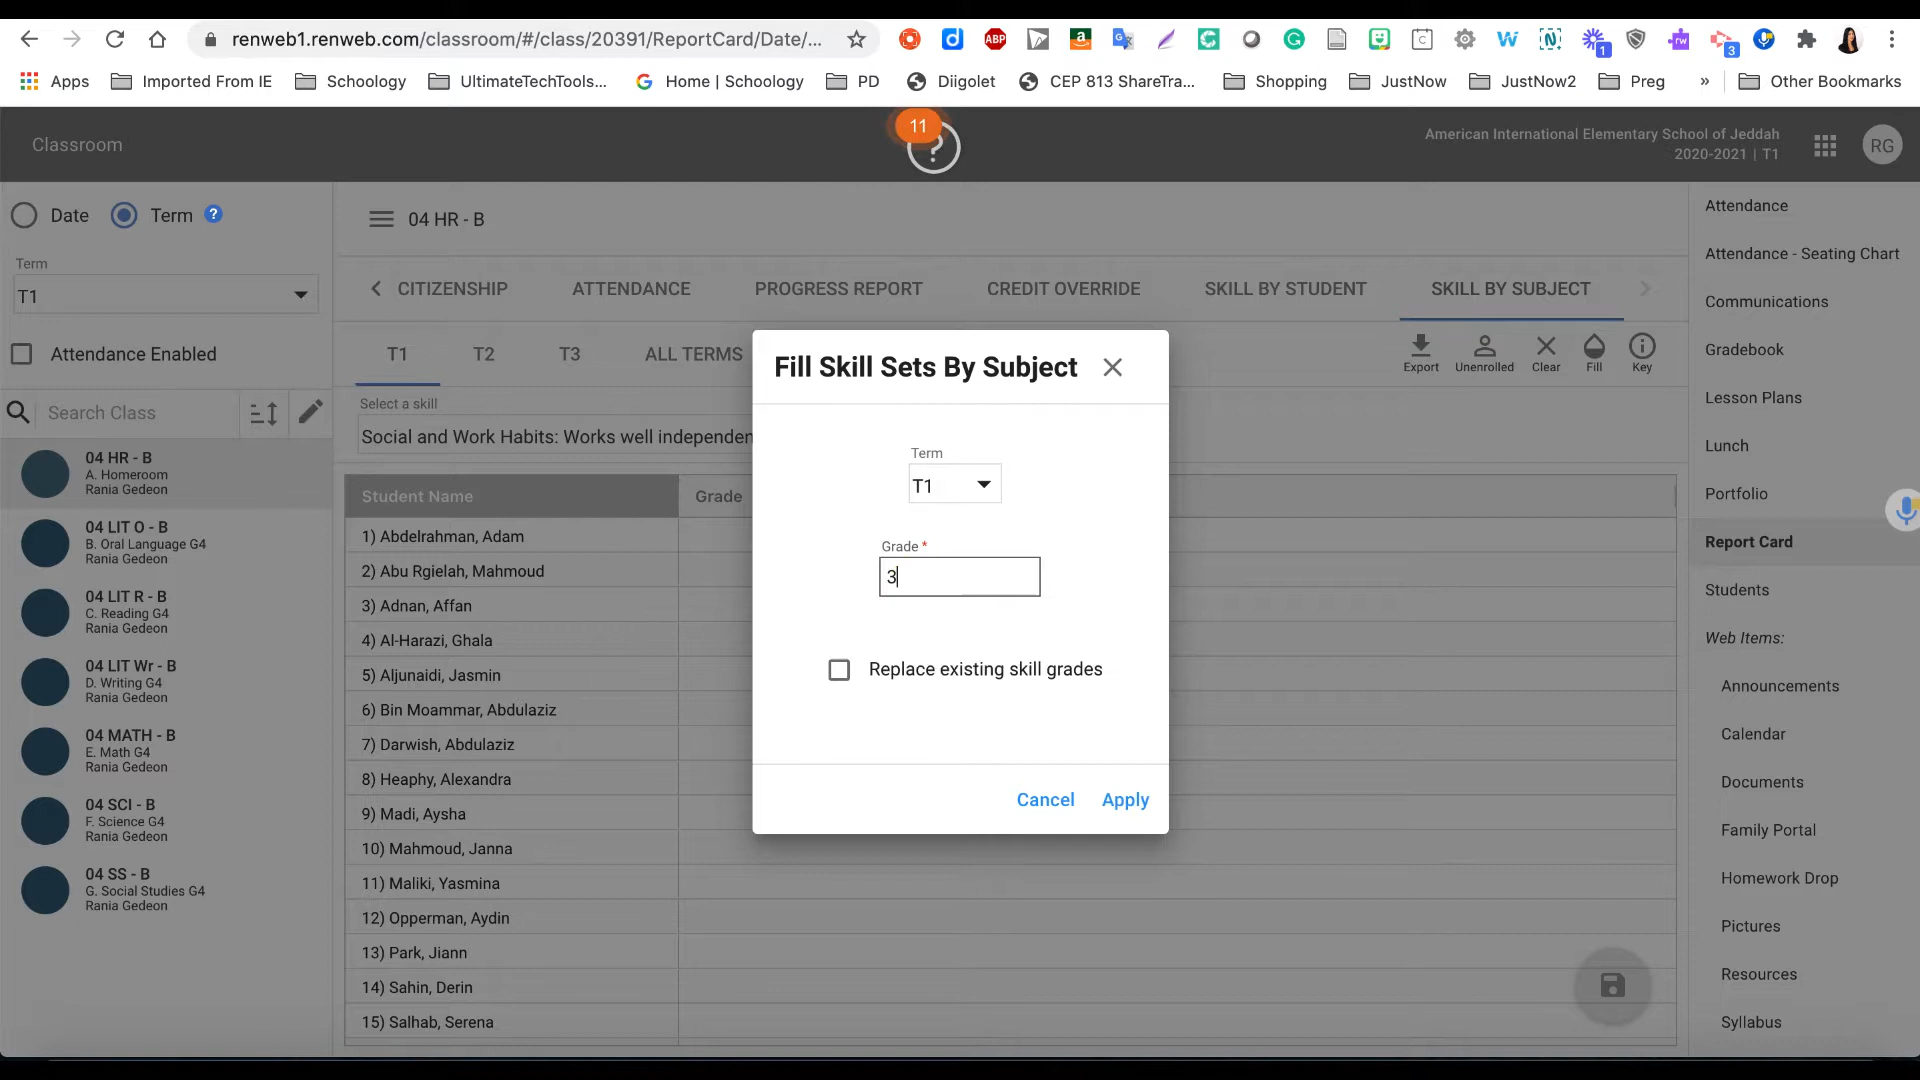 renweb1.renweb.com/classroom/#/class/20391/ReportCard/Date/...
Apps
Imported From IE
Schoology
UltimateTechTools...
Home | Schoology
PD
Diigolet
CEP 813 ShareTra...
Shopping
JustNow
JustNow2
Preg
»
Other Bookmarks
Classroom
11
?
American International Elementary School of Jeddah
2020-2021 | T1
RG
Date
Term
?
Term
T1
Attendance Enabled
Search Class
04 HR - B
A. Homeroom
Rania Gedeon
04 LIT O - B
B. Oral Language G4
Rania Gedeon
04 LIT R - B
C. Reading G4
Rania Gedeon
04 LIT Wr - B
D. Writing G4
Rania Gedeon
04 MATH - B
E. Math G4
Rania Gedeon
04 SCI - B
F. Science G4
Rania Gedeon
04 SS - B
G. Social Studies G4
Rania Gedeon
04 HR - B
CITIZENSHIP
ATTENDANCE
PROGRESS REPORT
CREDIT OVERRIDE
SKILL BY STUDENT
SKILL BY SUBJECT
T1
T2
T3
ALL TERMS
Export
Unenrolled
Clear
Fill
Key
Select a skill
Social and Work Habits: Works well independen
Student Name
Grade
1) Abdelrahman, Adam
2) Abu Rgielah, Mahmoud
3) Adnan, Affan
4) Al-Harazi, Ghala
5) Aljunaidi, Jasmin
6) Bin Moammar, Abdulaziz
7) Darwish, Abdulaziz
8) Heaphy, Alexandra
9) Madi, Aysha
10) Mahmoud, Janna
11) Maliki, Yasmina
12) Opperman, Aydin
13) Park, Jiann
14) Sahin, Derin
15) Salhab, Serena
Fill Skill Sets By Subject
Term
T1
Grade *
3
Replace existing skill grades
Cancel
Apply
Attendance
Attendance - Seating Chart
Communications
Gradebook
Lesson Plans
Lunch
Portfolio
Report Card
Students
Web Items:
Announcements
Calendar
Documents
Family Portal
Homework Drop
Pictures
Resources
Syllabus